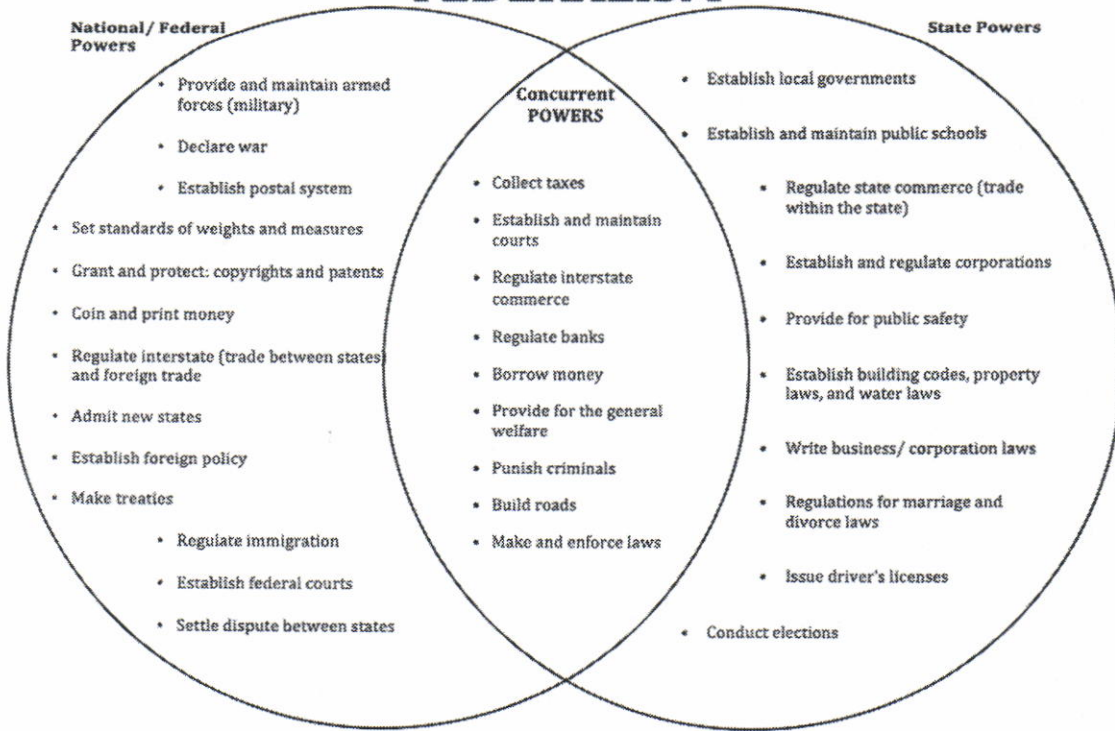 National/ Federal
Powers
• Provide and maintain armed
forces (military)
• Declare war
• Establish postal system
• Set standards of weights and measures
• Grant and protect: copyrights and patents
• Coin and print money
• Regulate interstate (trade between states)
and foreign trade
• Admit new states
• Establish foreign policy
• Make treaties
• Regulate immigration
• Establish federal courts
• Settle dispute between states
Concurrent
POWERS
• Collect taxes
• Establish and maintain
courts
• Regulate interstate
commerce
• Regulate banks
• Borrow money
• Provide for the general
welfare
• Punish criminals
• Build roads
• Make and enforce laws
State Powers
• Establish local governments
• Establish and maintain public schools
• Regulate state commerce (trade
within the state)
• Establish and regulate corporations
• Provide for public safety
• Establish building codes, property
laws, and water laws
• Write business/ corporation laws
• Regulations for marriage and
divorce laws
• Issue driver's licenses
• Conduct elections